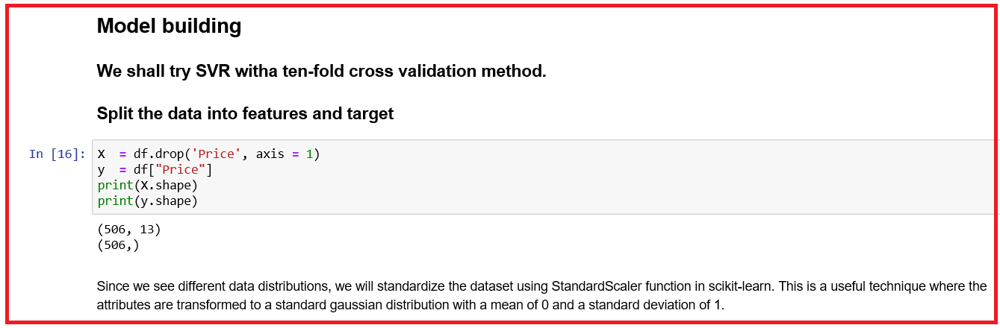 Model building
We shall try SVR witha ten-fold cross validation method.
Split the data into features and target
In [16]: X  = df.drop('Price', axis = 1)
y  = df["Price"]
print(X.shape)
print(y.shape)
(506, 13)
(506,)
Since we see different data distributions, we will standardize the dataset using StandardScaler function in scikit-learn. This is a useful technique where the
attributes are transformed to a standard gaussian distribution with a mean of 0 and a standard deviation of 1.